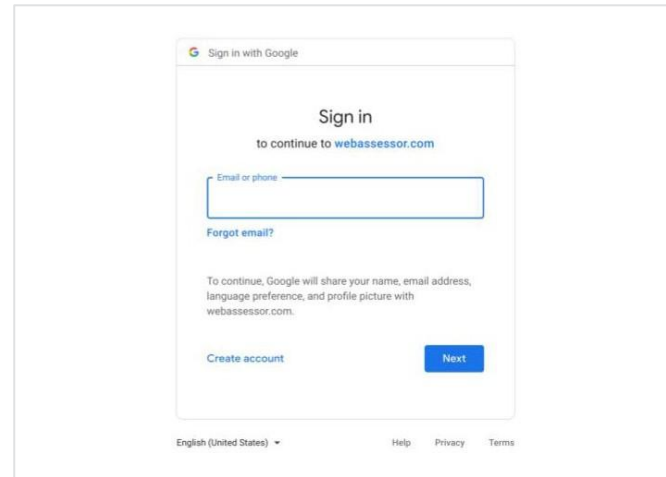 Sign in with Google
Sign in
to continue to webassessor.com
Email or phone
Forgot email?
To continue, Google will share your name, email address,
language preference, and profile picture with
webassessor.com.
Create account
Next
English (United States)
Help Privacy Terms